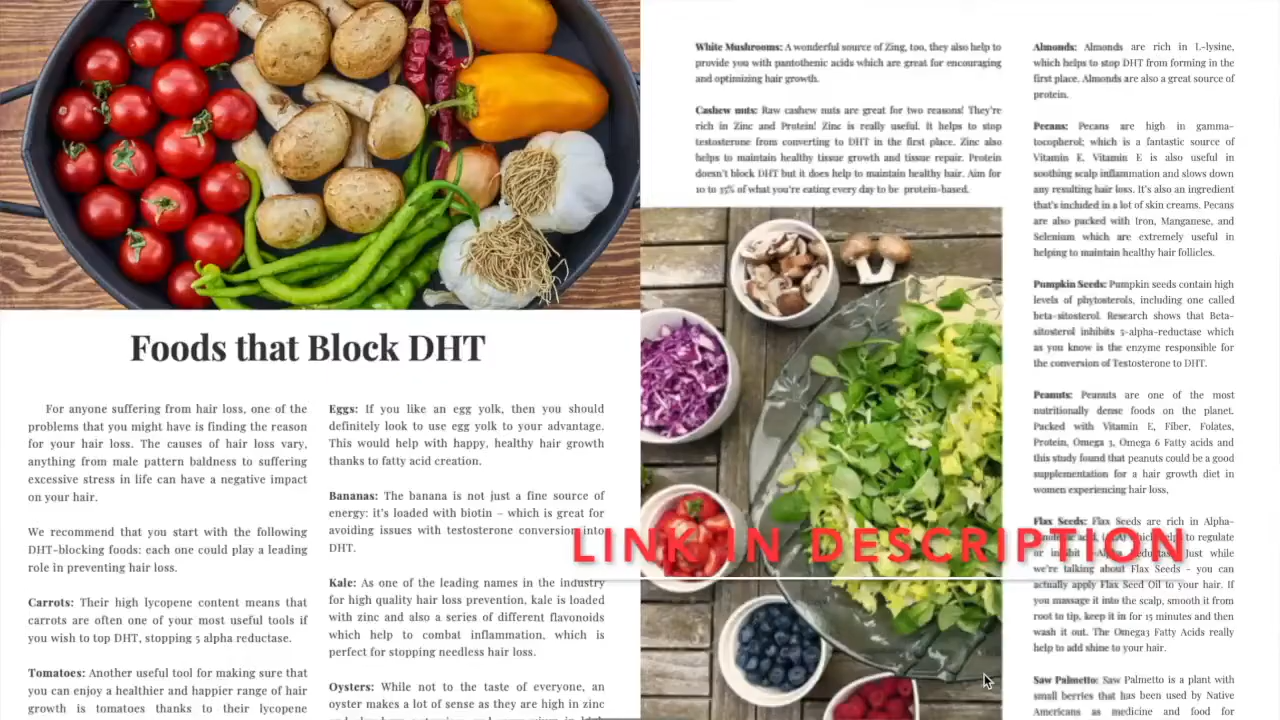 Foods that Block DHT
For anyone suffering from hair loss, one of the
problems that you might have is finding the reason
for your hair loss. The causes of hair loss vary,
anything from male pattern baldness to suffering
excessive stress in life can have a negative impact
on your hair.
We recommend that you start with the following
DHT-blocking foods: each one could play a leading
role in preventing hair loss.
Carrots: Their high lycopene content means that
carrots are often one of your most useful tools if
you wish to top DHT, stopping 5 alpha reductase.
Tomatoes: Another useful tool for making sure that
you can enjoy a healthier and happier range of hair
growth is tomatoes thanks to their lycopene
Eggs: If you like an egg yolk, then you should
definitely look to use egg yolk to your advantage.
This would help with happy, healthy hair growth
thanks to fatty acid creation.
Bananas: The banana is not just a fine source of
energy: it's loaded with biotin – which is great for
avoiding issues with testosterone conversion into
DHT.
Kale: As one of the leading names in the industry
for high quality hair loss prevention, kale is loaded
with zinc and also a series of different flavonoids
which help to combat inflammation, which is
perfect for stopping needless hair loss.
Oysters: While not to the taste of everyone, an
oyster makes a lot of sense as they are high in zinc
White Mushrooms: A wonderful source of Zing, too, they also help to
provide you with pantothenic acids which are great for encouraging
and optimizing hair growth.
Cashew nuts: Raw cashew nuts are great for two reasons! They're
rich in Zinc and Protein! Zinc is really useful. It helps to stop
testosterone from converting to DHT in the first place. Zinc also
helps to maintain healthy tissue growth and tissue repair. Protein
doesn't block DHT but it does help to maintain healthy hair. Aim for
10 to 35% of what you're eating every day to be protein-based.
Almonds: Almonds are rich in L-lysine,
which helps to stop DHT from forming in the
first place. Almonds are also a great source of
protein.
Pecans: Pecans are high in gamma-
tocopherol; which is a fantastic source of
Vitamin E. Vitamin E is also useful in
soothing scalp inflammation and slows down
any resulting hair loss. It's also an ingredient
that's included in a lot of skin creams. Pecans
are also packed with Iron, Manganese, and
Selenium which are extremely useful in
helping to maintain healthy hair follicles.
Pumpkin Seeds: Pumpkin seeds contain high
levels of phytosterols, including one called
beta-sitosterol. Research shows that Beta-
sitosterol inhibits 5-alpha-reductase which
as you know is the enzyme responsible for
the conversion of Testosterone to DHT.
Peanuts: Peanuts are one of the most
nutritionally dense foods on the planet.
Packed with Vitamin E, Fiber, Folates,
Protein, Omega 3, Omega 6 Fatty acids and
this study found that peanuts could be a good
supplementation for a hair growth diet in
women experiencing hair loss,
Flax Seeds: Flax Seeds are rich in Alpha-
acid, which helps to regulate
or Just while
we're talking about Flax Seeds - you can
actually apply Flax Seed Oil to your hair. If
you massage it into the scalp, smooth it from
root to tip, keep it in for 15 minutes and then
wash it out. The Omega3 Fatty Acids really
help to add shine to your hair.
Saw Palmetto: Saw Palmetto is a plant with
small berries that has been used by Native
Americans as medicine and food for
LINK IN DESCRIPTION